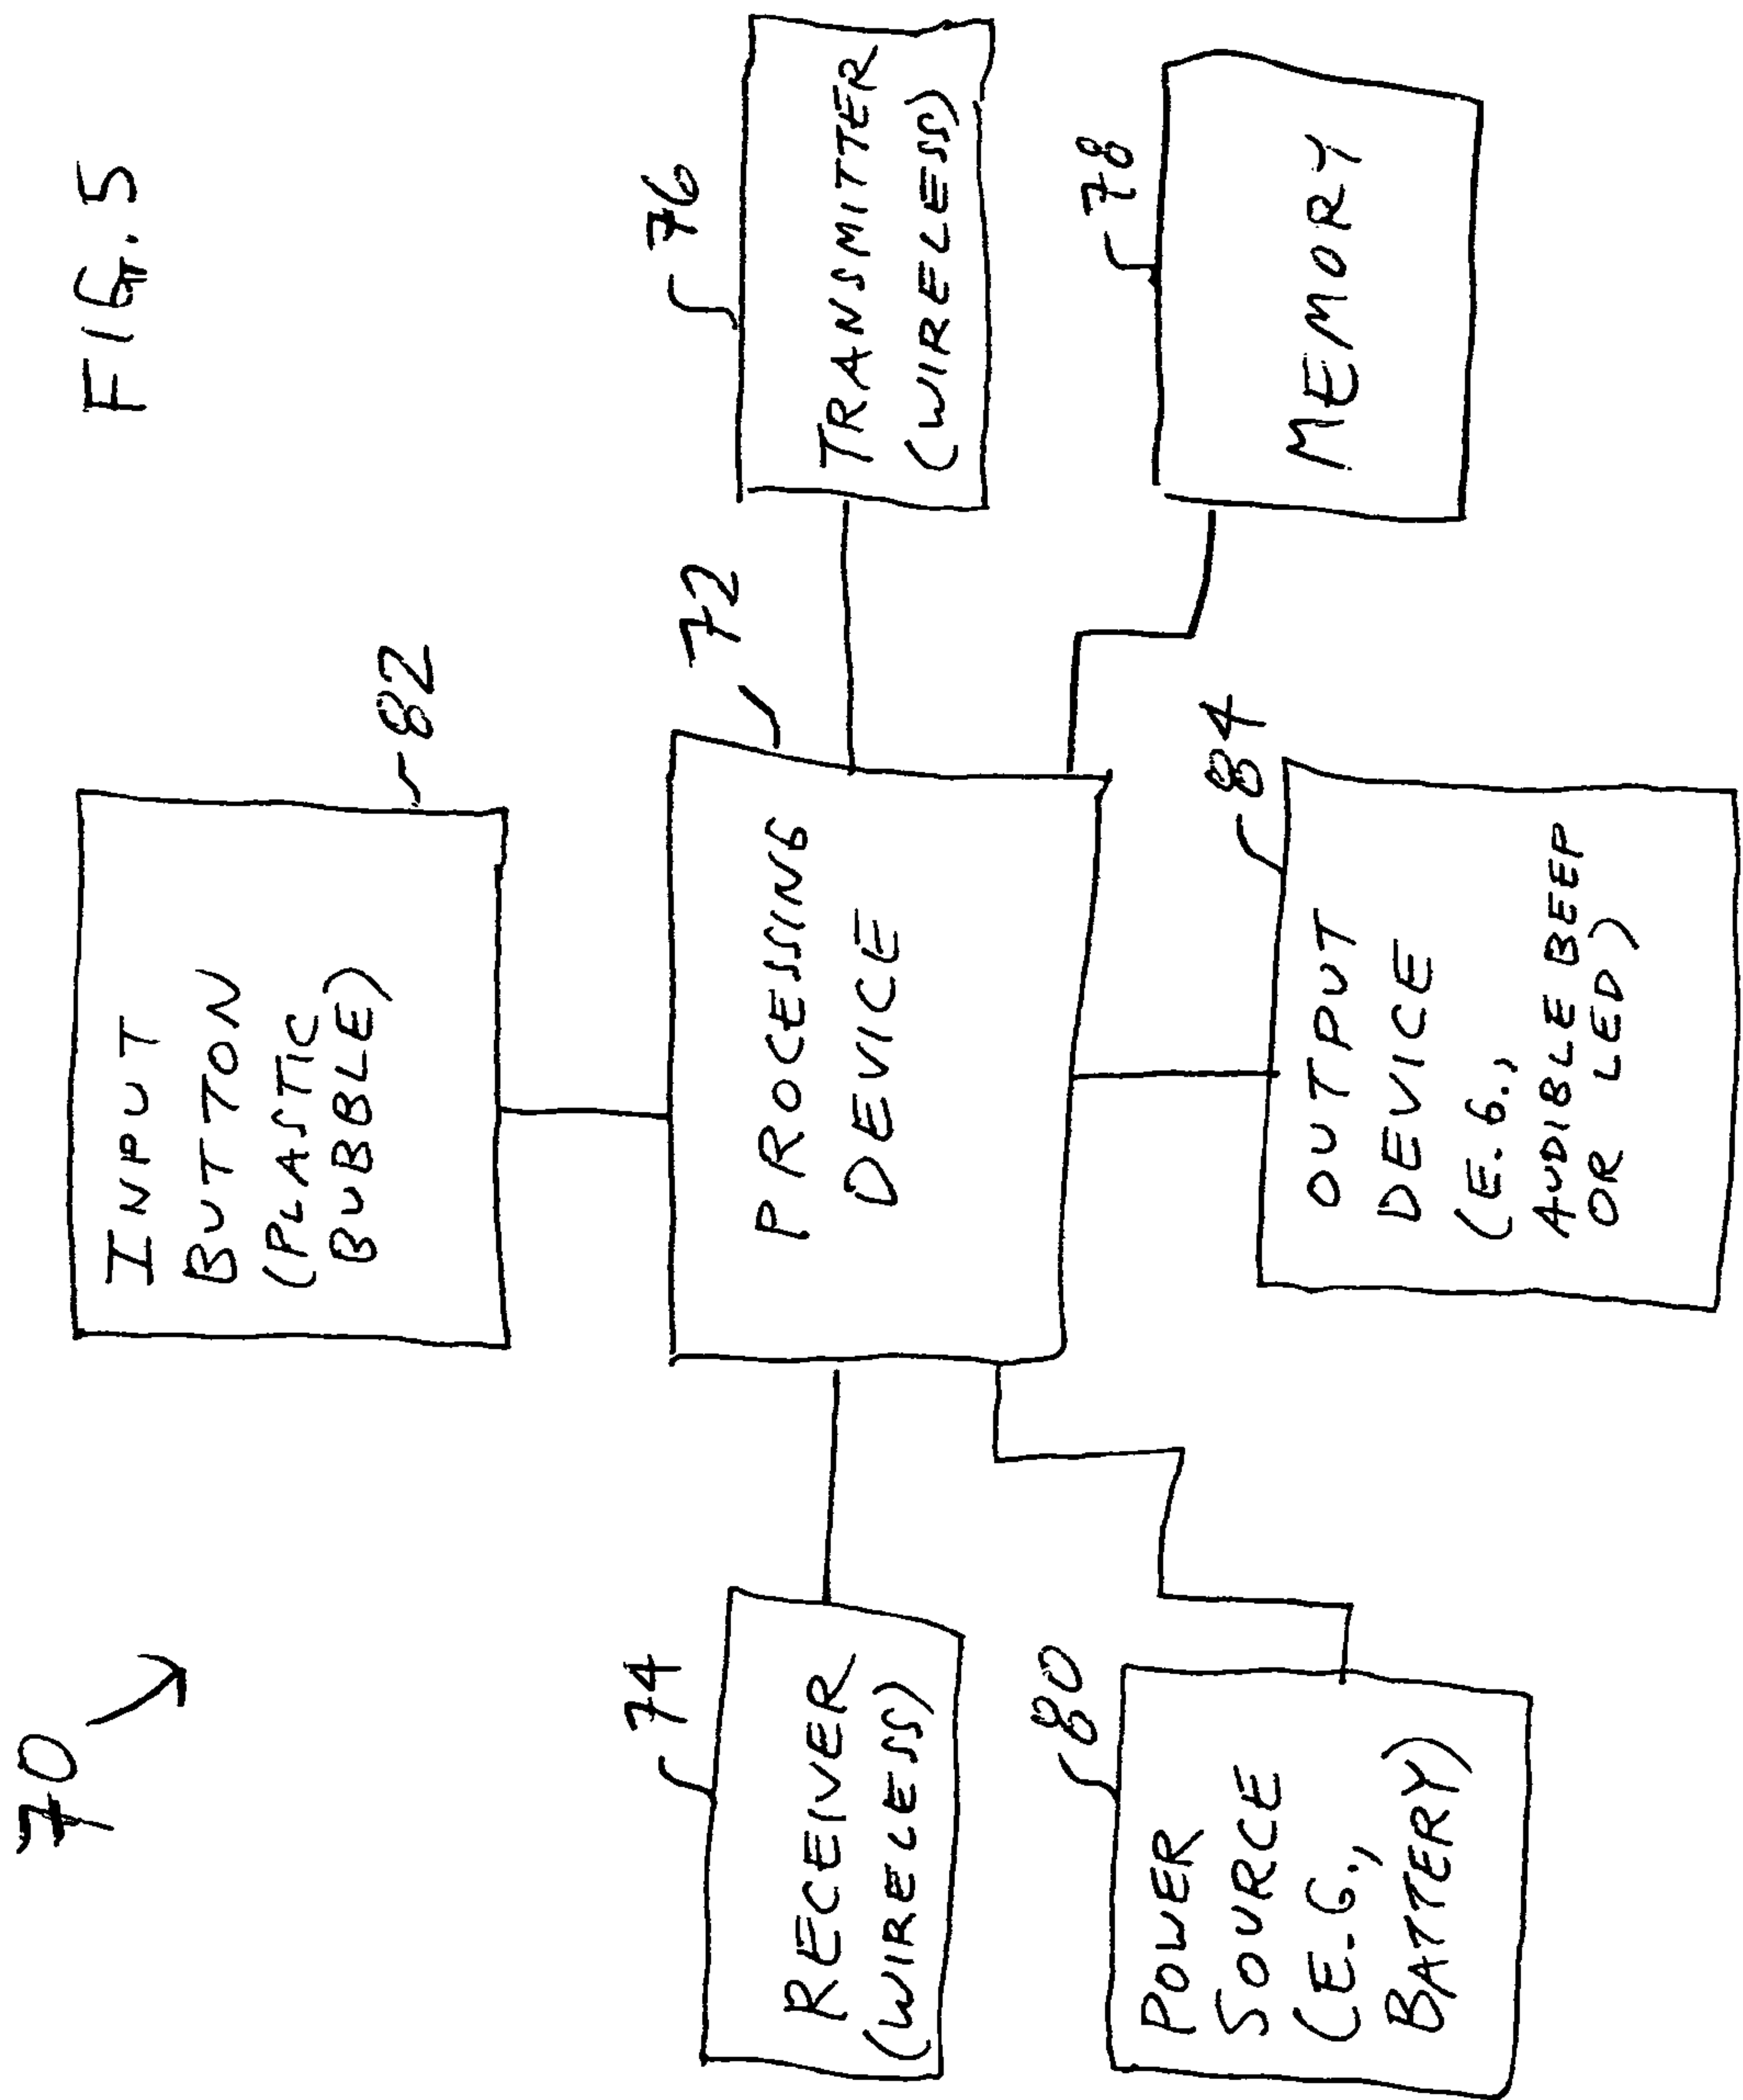 FIG. 5
70
INPUT
BUTTON
(PLASTIC
BUBBLE)
82
74
RECEIVER
(WIRELESS)
PROCESSING
DEVICE
72
76
TRANSMITTER
(WIRELESS)
80
POWER
SOURCE
(E.G.,
BATTERY)
84
OUTPUT
DEVICE
(E.G.,
AUDIBLE BEEP
OR LED)
78
MEMORY